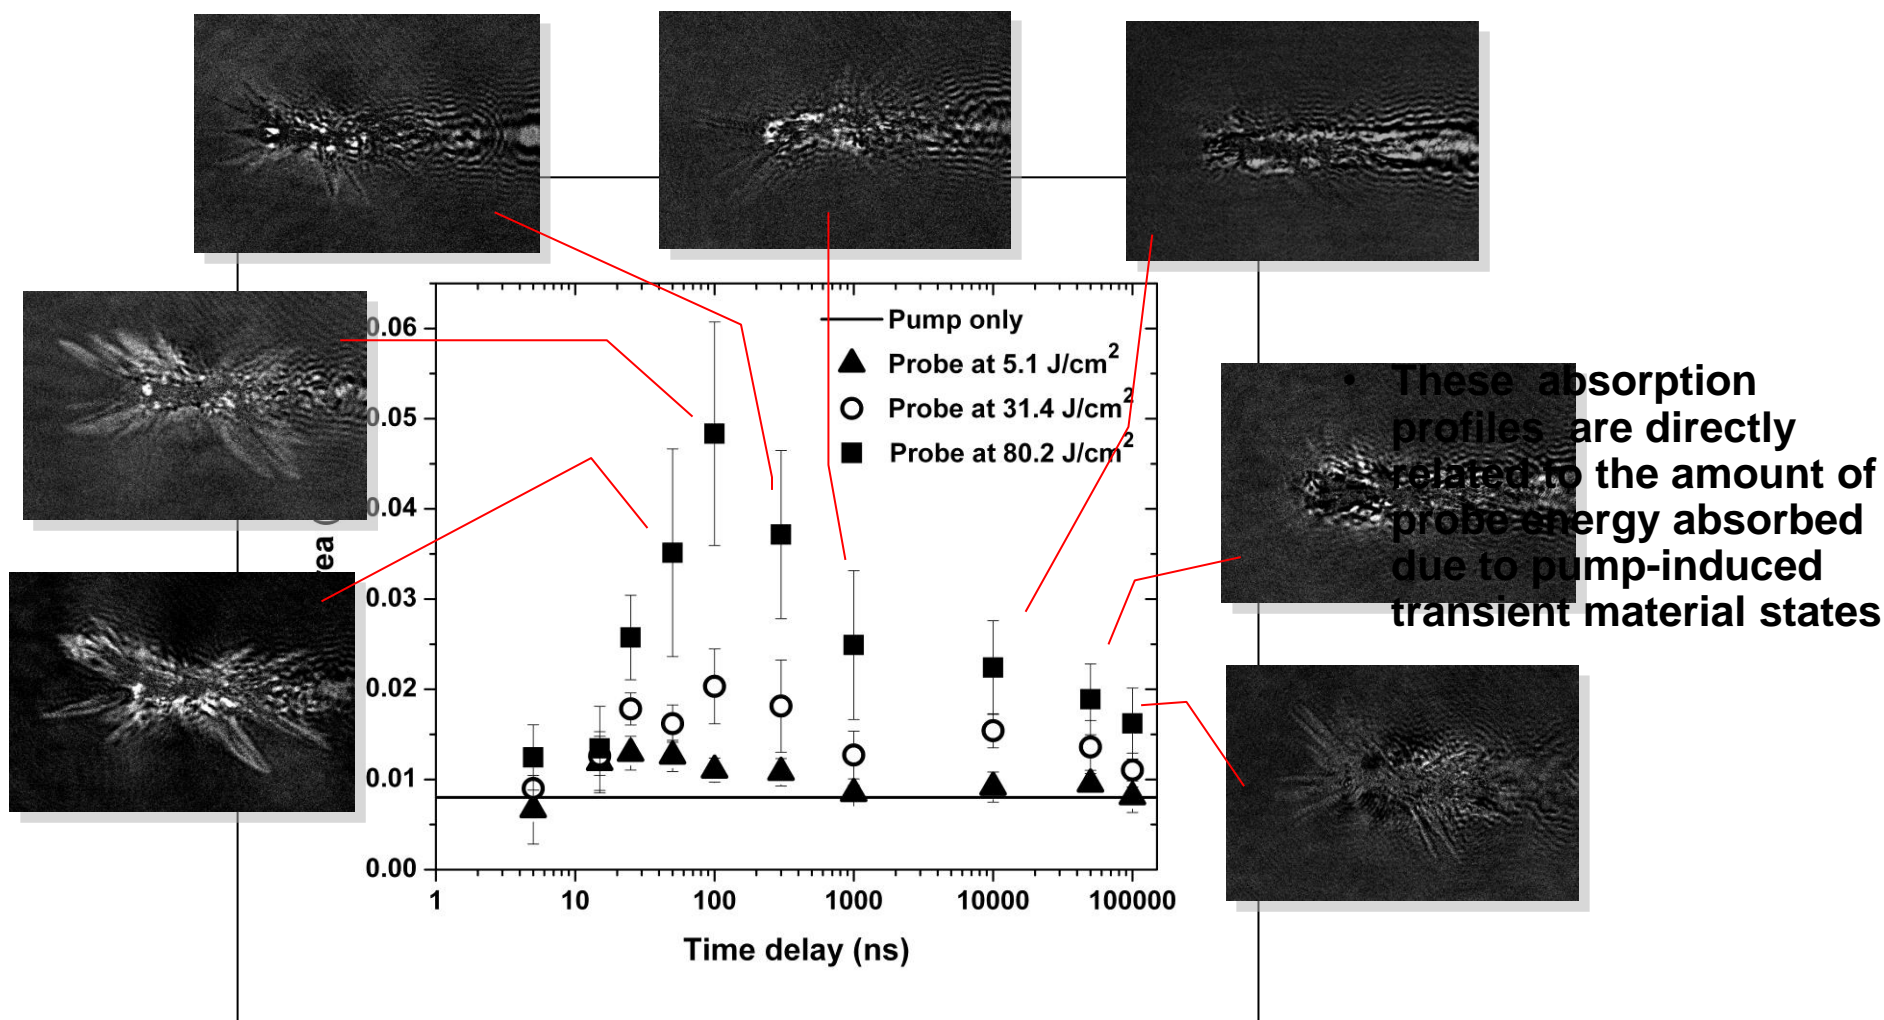 Pump only
Probe at 5.1 J/cm2
Probe at 31.4 J/cm2
Probe at 80.2 J/cm2
0.06
0.05
0.04
0.03
0.02
0.01
0.00
1 10 100 1000 10000 100000
Time delay (ns)
• These absorption
profiles are directly
related to the amount of
probe energy absorbed
due to pump-induced
transient material states